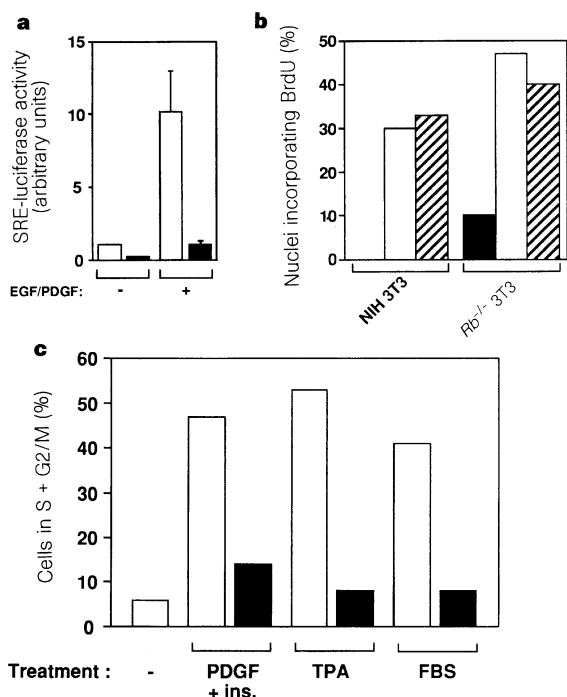 a
SRE-luciferase activity
(arbitrary units)
15
10
5
0
EGF/PDGF: - +
b
Nuclei incorporating BrdU (%)
50
40
30
20
10
0
NIH 3T3
Rb-/- 3T3
c
Cells in S + G2/M (%)
60
50
40
30
20
10
0
Treatment : - PDGF TPA FBS
+ ins.